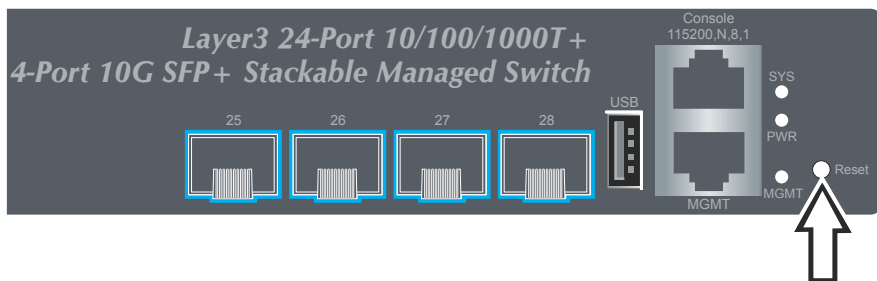 Layer3 24-Port 10/100/1000T+
4-Port 10G SFP+ Stackable Managed Switch
Console
115200,N,8,1
SYS
PWR
USB
25
26
27
28
MGMT
MGMT
Reset